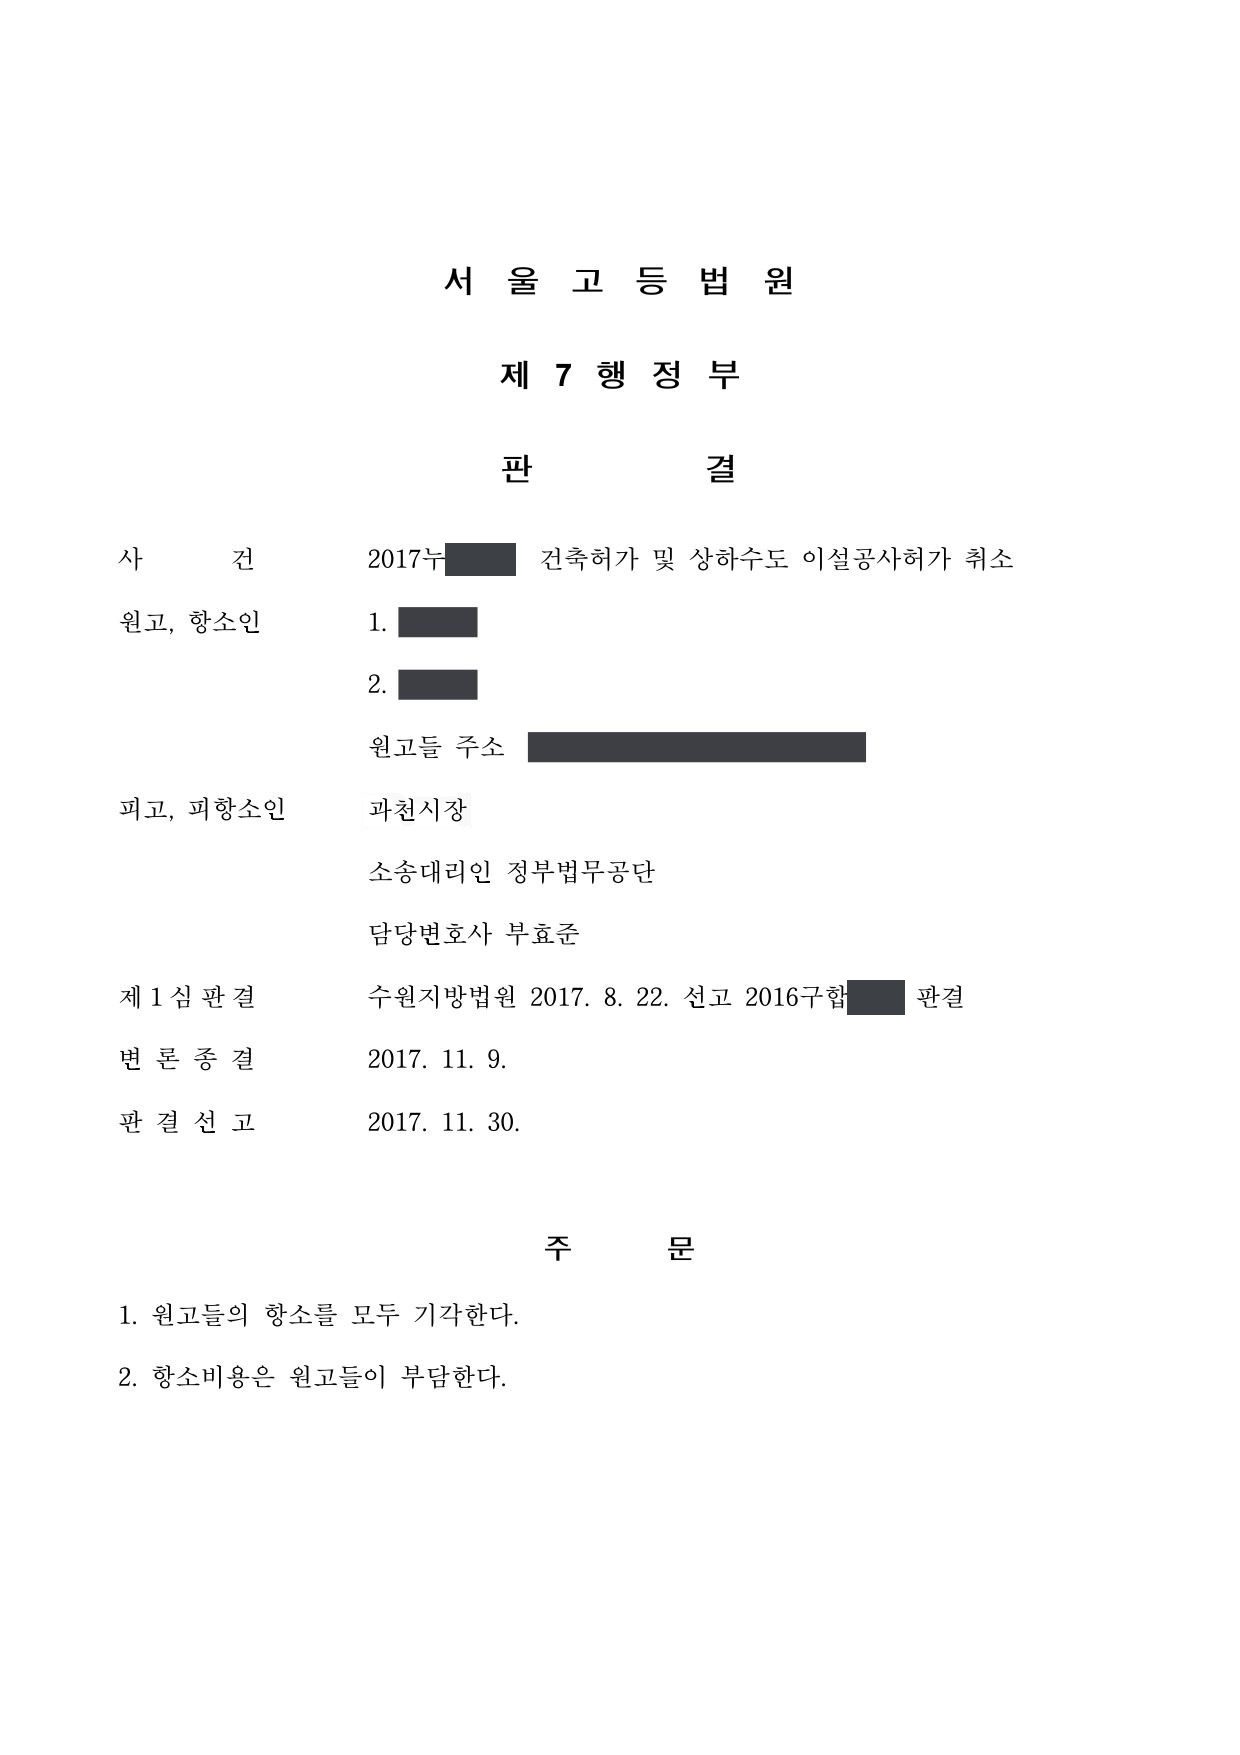 서 울 고 등 법 원
제 7 행 정 부
판 결
사 건 2017누 건축허가 및 상하수도 이설공사허가 취소
원고, 항소인 1.
2.
원고들 주소
피고, 피항소인 과천시장
소송대리인 정부법무공단
담당변호사 부효준
제1심판결 수원지방법원 2017. 8. 22. 선고 2016구합 판결
변 론 종 결 2017. 11. 9.
판 결 선 고 2017. 11. 30.
주 문
1. 원고들의 항소를 모두 기각한다.
2. 항소비용은 원고들이 부담한다.